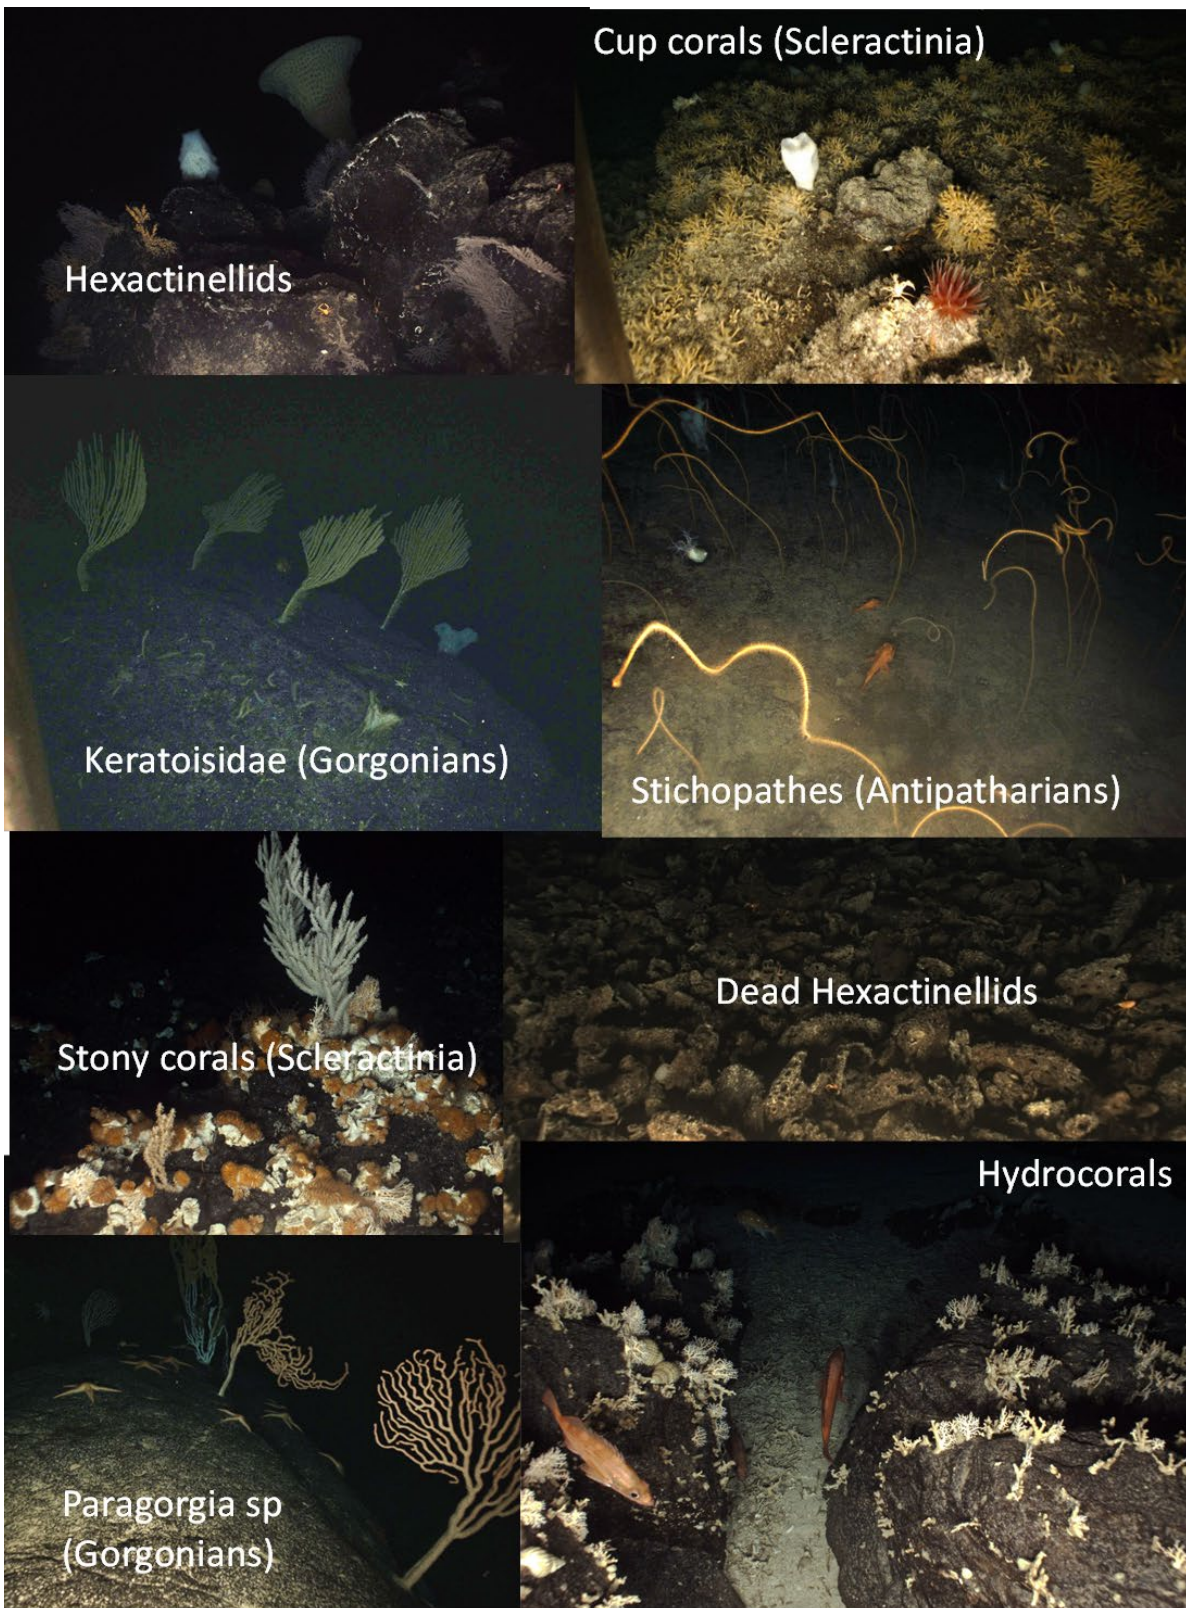 Cup corals (Scleractinia)
Hexactinellids
Keratoisidae (Gorgonians)
Stichopathes (Antipatharians)
Stony corals (Scleractinia)
Dead Hexactinellids
Hydrocorals
Paragorgia sp
(Gorgonians)